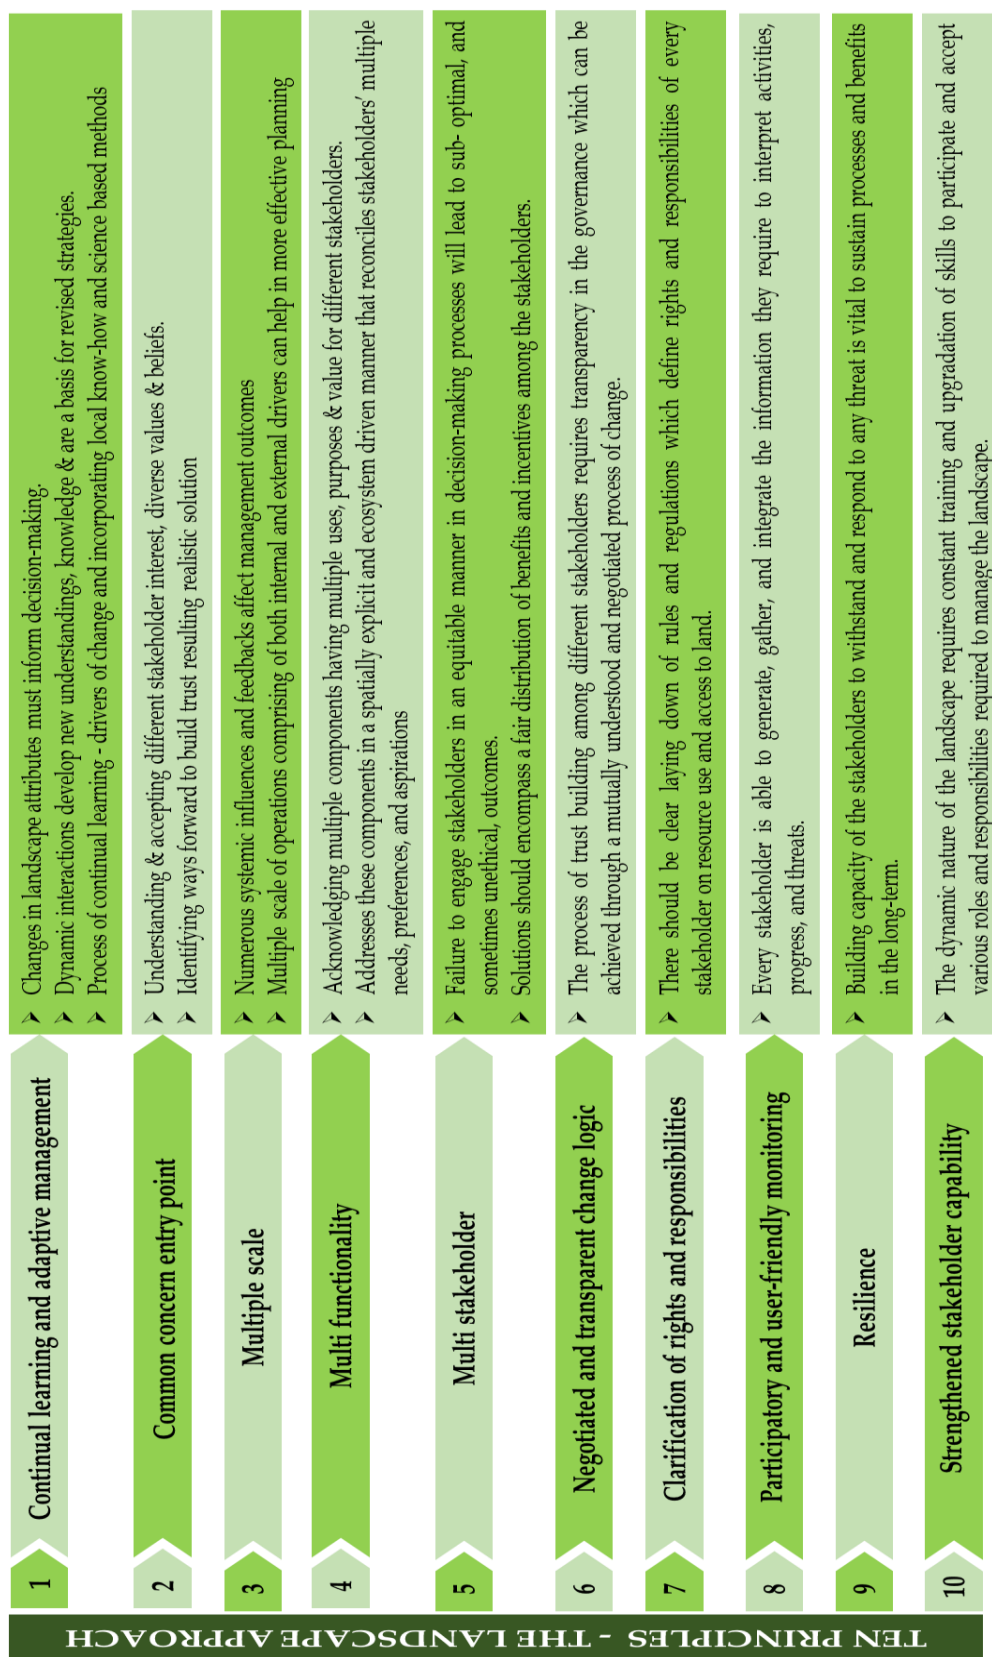 TEN PRINCIPLES - THE LANDSCAPE APPROACH
1
Continual learning and adaptive management
➢ Changes in landscape attributes must inform decision-making.
➢ Dynamic interactions develop new understandings, knowledge & are a basis for revised strategies.
➢ Process of continual learning - drivers of change and incorporating local know-how and science based methods
2
Common concern entry point
➢ Understanding & accepting different stakeholder interest, diverse values & beliefs.
➢ Identifying ways forward to build trust resulting realistic solution
3
Multiple scale
➢ Numerous systemic influences and feedbacks affect management outcomes
➢ Multiple scale of operations comprising of both internal and external drivers can help in more effective planning
4
Multi functionality
➢ Acknowledging multiple components having multiple uses, purposes & value for different stakeholders.
➢ Addresses these components in a spatially explicit and ecosystem driven manner that reconciles stakeholders' multiple
needs, preferences, and aspirations
5
Multi stakeholder
➢ Failure to engage stakeholders in an equitable manner in decision-making processes will lead to sub- optimal, and
sometimes unethical, outcomes.
➢ Solutions should encompass a fair distribution of benefits and incentives among the stakeholders.
6
Negotiated and transparent change logic
➢ The process of trust building among different stakeholders requires transparency in the governance which can be
achieved through a mutually understood and negotiated process of change.
7
Clarification of rights and responsibilities
➢ There should be clear laying down of rules and regulations which define rights and responsibilities of every
stakeholder on resource use and access to land.
8
Participatory and user-friendly monitoring
➢ Every stakeholder is able to generate, gather, and integrate the information they require to interpret activities,
progress, and threats.
9
Resilience
➢ Building capacity of the stakeholders to withstand and respond to any threat is vital to sustain processes and benefits
in the long-term.
10
Strengthened stakeholder capability
➢ The dynamic nature of the landscape requires constant training and upgradation of skills to participate and accept
various roles and responsibilities required to manage the landscape.